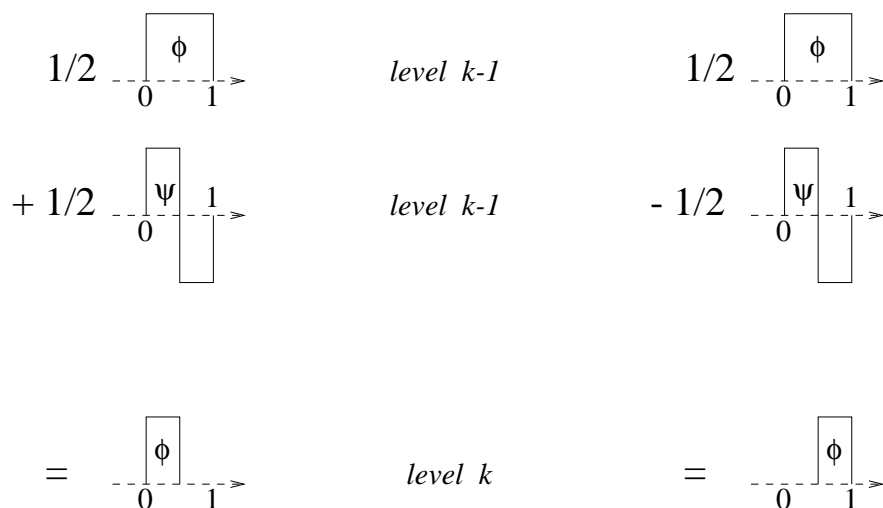 1/2 ϕ level k-1 1/2 ϕ
0 1 0 1
+ 1/2 ψ 1 level k-1 - 1/2 ψ 1
0 0
= ϕ level k = ϕ
0 1 0 1